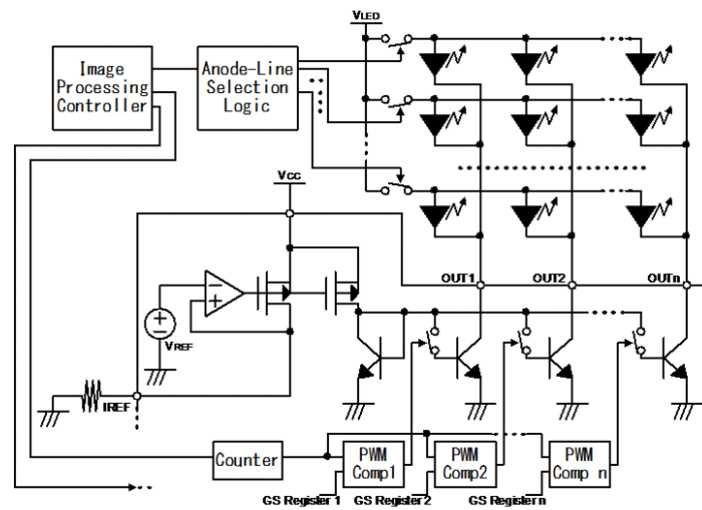 VLED
Image
Processing
Controller
Anode-Line
Selection
Logic
VCC
OUT1
OUT2
OUTn
VREF
IREF
Counter
PWM
Comp1
PWM
Comp2
PWM
Comp n
GS Register 1
GS Register 2
GS Register n